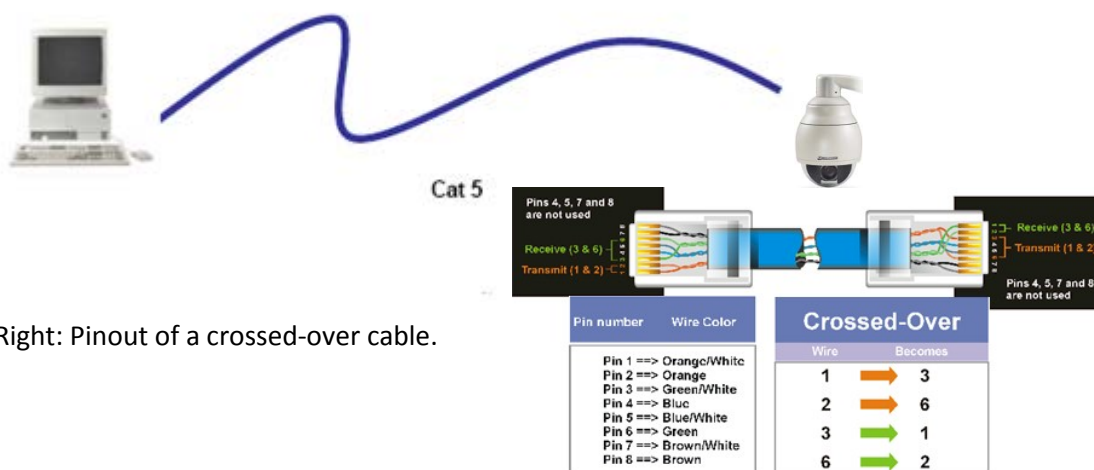 Cat 5
Pins 4, 5, 7 and 8
are not used
Receive (3 & 6)
Transmit (1 & 2)
Receive (3 & 6)
Transmit (1 & 2)
Pins 4, 5, 7 and 8
are not used
Right: Pinout of a crossed-over cable.
Pin number Wire Color
Pin 1 ==> Orange/White
Pin 2 ==> Orange
Pin 3 ==> Green/White
Pin 4 ==> Blue
Pin 5 ==> Blue/White
Pin 6 ==> Green
Pin 7 ==> Brown/White
Pin 8 ==> Brown
Crossed-Over
Wire Becomes
1 3
2 6
3 1
6 2